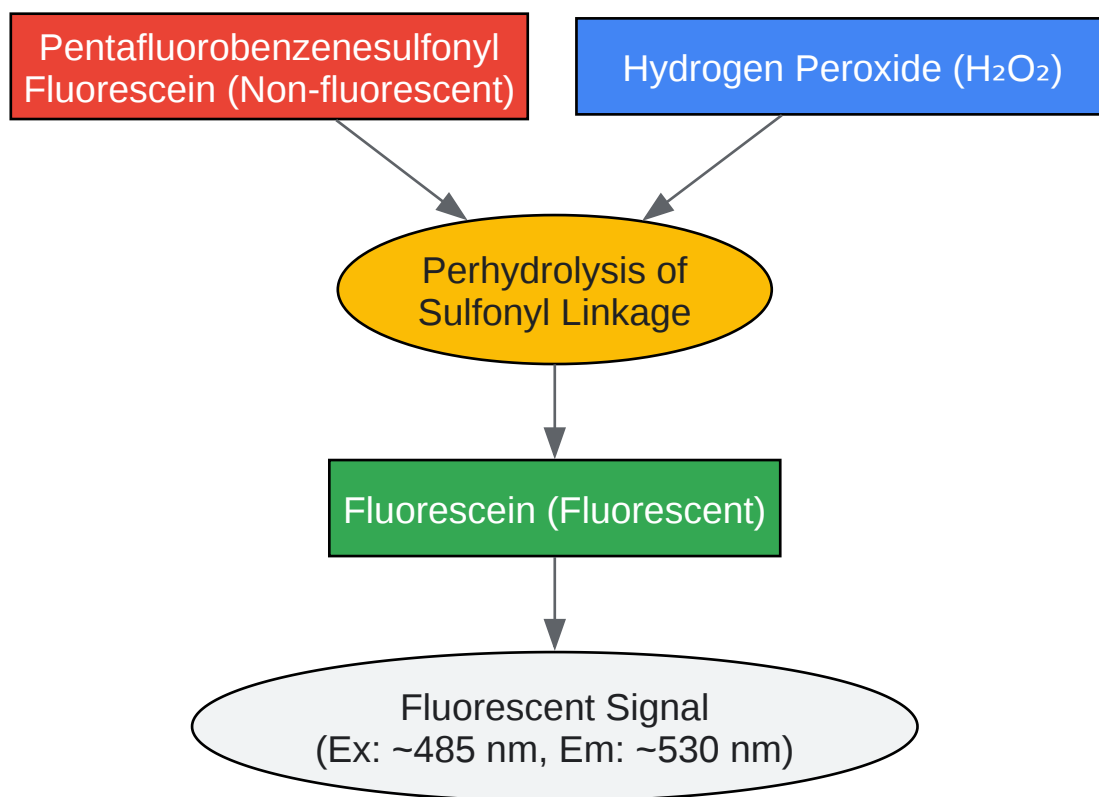 Pentafluorobenzenesulfonyl
Fluorescein (Non-fluorescent)
Hydrogen Peroxide (H₂O₂)
Perhydrolysis of
Sulfonyl Linkage
Fluorescein (Fluorescent)
Fluorescent Signal
(Ex: ~485 nm, Em: ~530 nm)